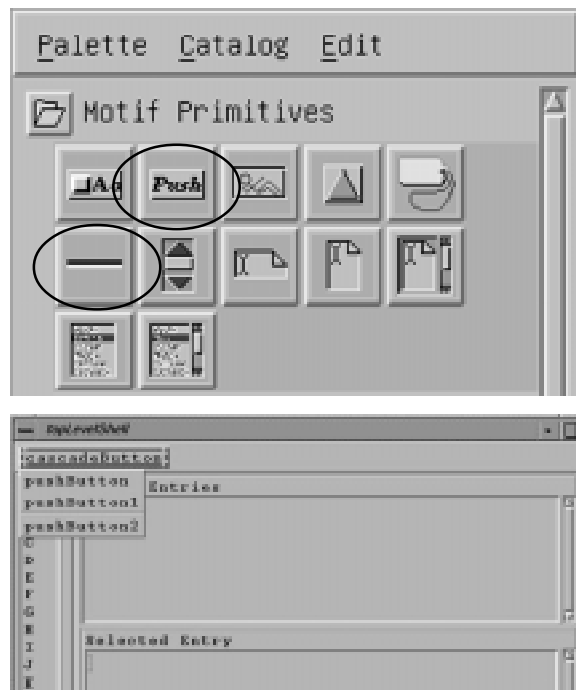 Palette Catalog Edit
Motif Primitives
Push
topLevelShell
cascadeButton
pushButton
Entries
pushButton1
pushButton2
C
D
E
F
G
H
Selected Entry
I
J
K